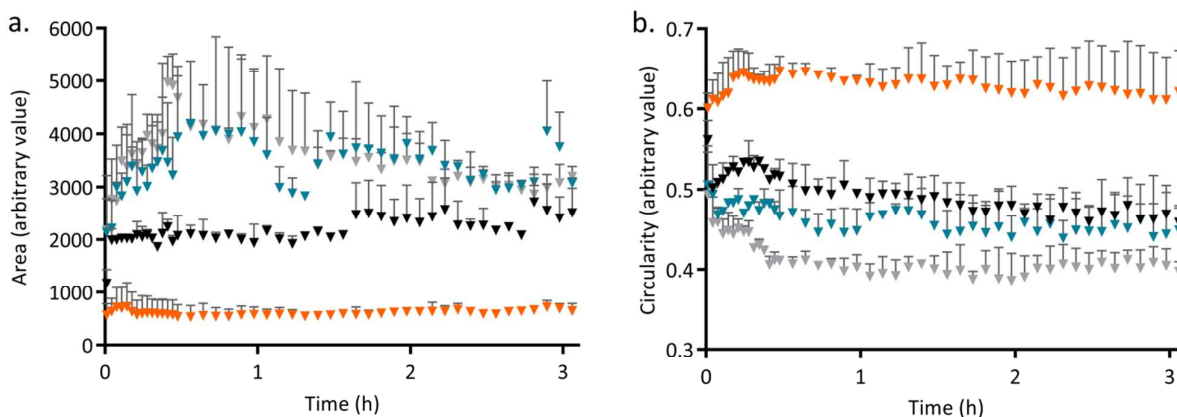 a.
Area (arbitrary value)
6000
5000
4000
3000
2000
1000
0
0 1 2 3
Time (h)
b.
Circularity (arbitrary value)
0.7
0.6
0.5
0.4
0.3
0 1 2 3
Time (h)